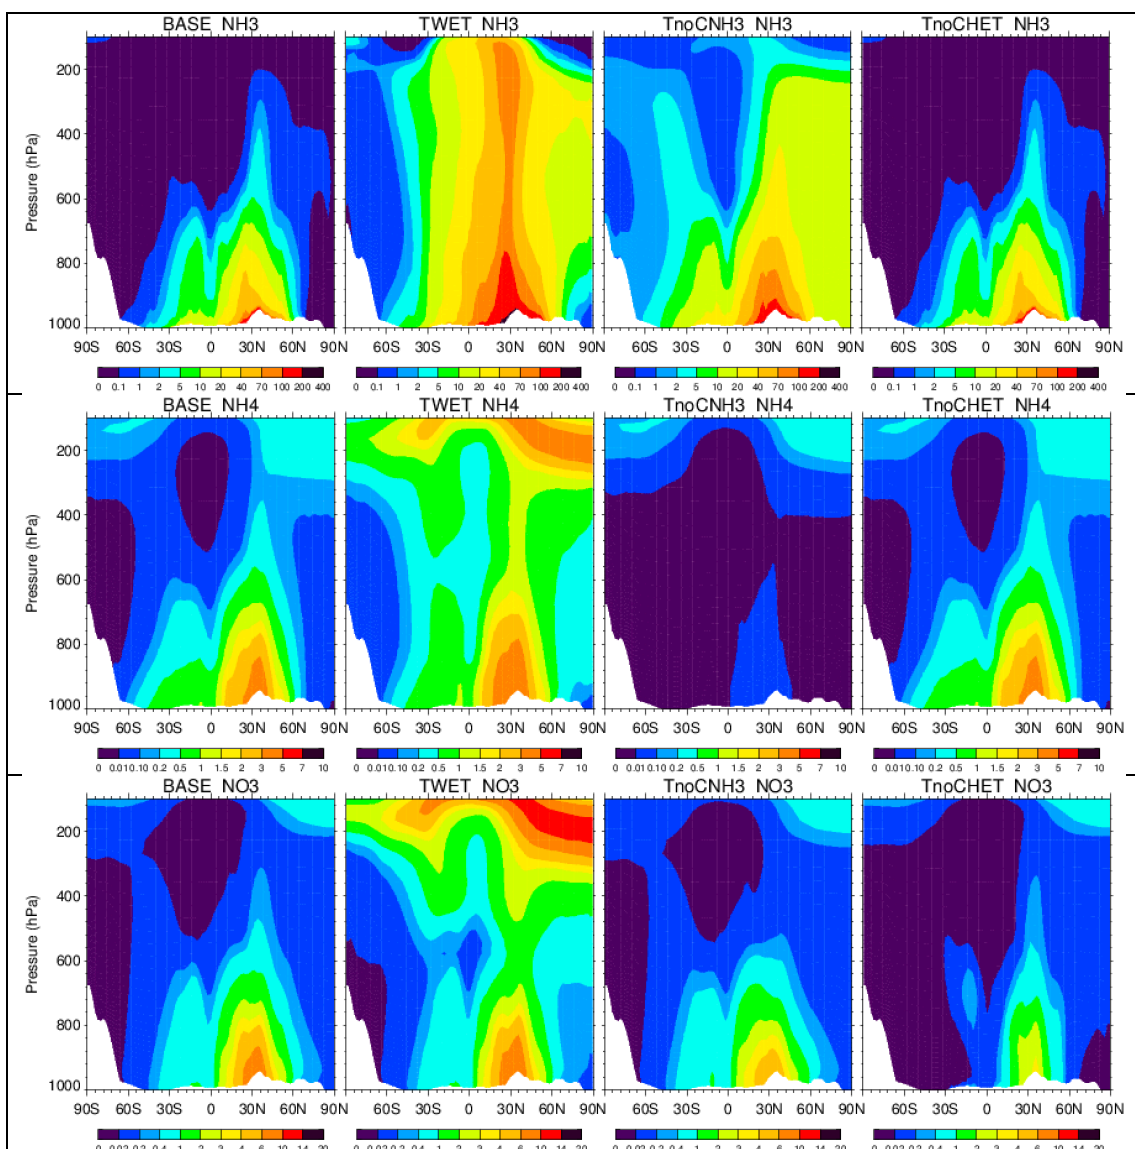 BASE NH3 TWET NH3 TnoCNH3 NH3 TnoCHET NH3
Pressure (hPa)
200
400
600
800
1000
90S 60S 30S 0 30N 60N 90N 60S 30S 0 30N 60N 90N 60S 30S 0 30N 60N 90N 60S 30S 0 30N 60N 90N
0 0.1 1 2 5 10 20 40 70 100 200 400 0 0.1 1 2 5 10 20 40 70 100 200 400 0 0.1 1 2 5 10 20 40 70 100 200 400 0 0.1 1 2 5 10 20 40 70 100 200 400
BASE NH4 TWET NH4 TnoCNH3 NH4 TnoCHET NH4
Pressure (hPa)
200
400
600
800
1000
90S 60S 30S 0 30N 60N 90N 60S 30S 0 30N 60N 90N 60S 30S 0 30N 60N 90N 60S 30S 0 30N 60N 90N
0 0.01 0.10 0.2 0.5 1 1.5 2 3 5 7 10 0 0.01 0.10 0.2 0.5 1 1.5 2 3 5 7 10 0 0.01 0.10 0.2 0.5 1 1.5 2 3 5 7 10 0 0.01 0.10 0.2 0.5 1 1.5 2 3 5 7 10
BASE NO3 TWET NO3 TnoCNH3 NO3 TnoCHET NO3
Pressure (hPa)
200
400
600
800
1000
90S 60S 30S 0 30N 60N 90N 60S 30S 0 30N 60N 90N 60S 30S 0 30N 60N 90N 60S 30S 0 30N 60N 90N